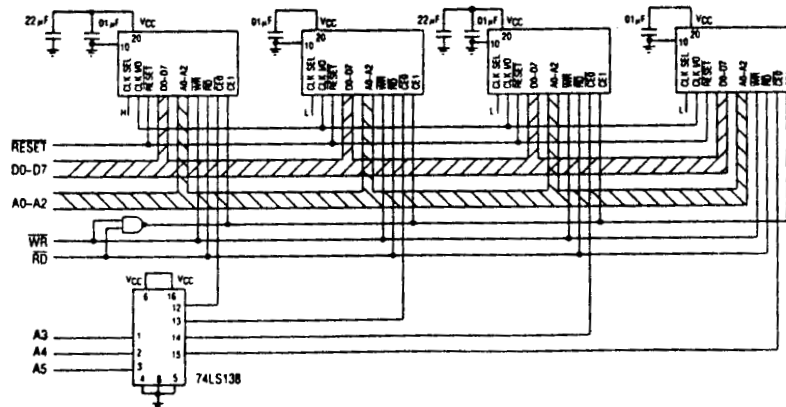 22µF 01µF VCC 01µF VCC 22µF 01µF VCC 01µF VCC
20 20 20 20
10 10 10 10
CLK SEL CLK I/O RESET D0-D7 A0-A2 WR RD CE0 CE1
CLK SEL CLK I/O RESET D0-D7 A0-A2 WR RD CE0 CE1
CLK SEL CLK I/O RESET D0-D7 A0-A2 WR RD CE0 CE1
CLK SEL CLK I/O RESET D0-D7 A0-A2 WR RD CE0
H L L L
RESET
D0-D7
A0-A2
WR
RD
VCC VCC
6 16
12
13
A3 1 14
A4 2 15
A5 3
4 8 5
74LS138